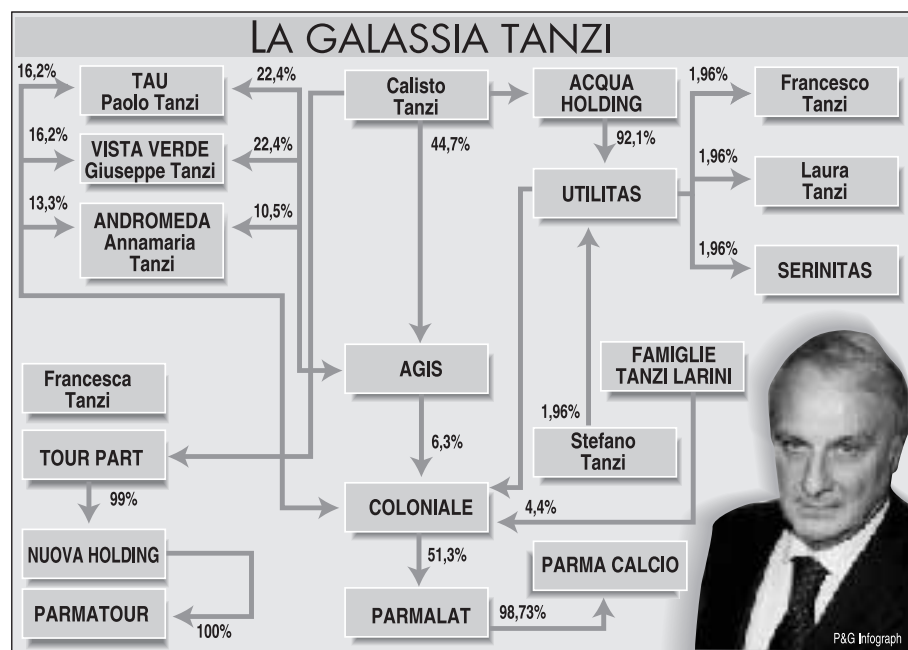 LA GALASSIA TANZI
16,2%
TAU
Paolo Tanzi
22,4%
Calisto
Tanzi
ACQUA
HOLDING
1,96%
Francesco
Tanzi
16,2%
VISTA VERDE
Giuseppe Tanzi
22,4%
44,7%
92,1%
1,96%
Laura
Tanzi
13,3%
ANDROMEDA
Annamaria
Tanzi
10,5%
UTILITAS
1,96%
SERINITAS
Francesca
Tanzi
AGIS
FAMIGLIE
TANZI LARINI
TOUR PART
6,3%
1,96%
Stefano
Tanzi
99%
COLONIALE
4,4%
NUOVA HOLDING
51,3%
PARMA CALCIO
PARMATOUR
100%
PARMALAT
98,73%
P&G Infograph